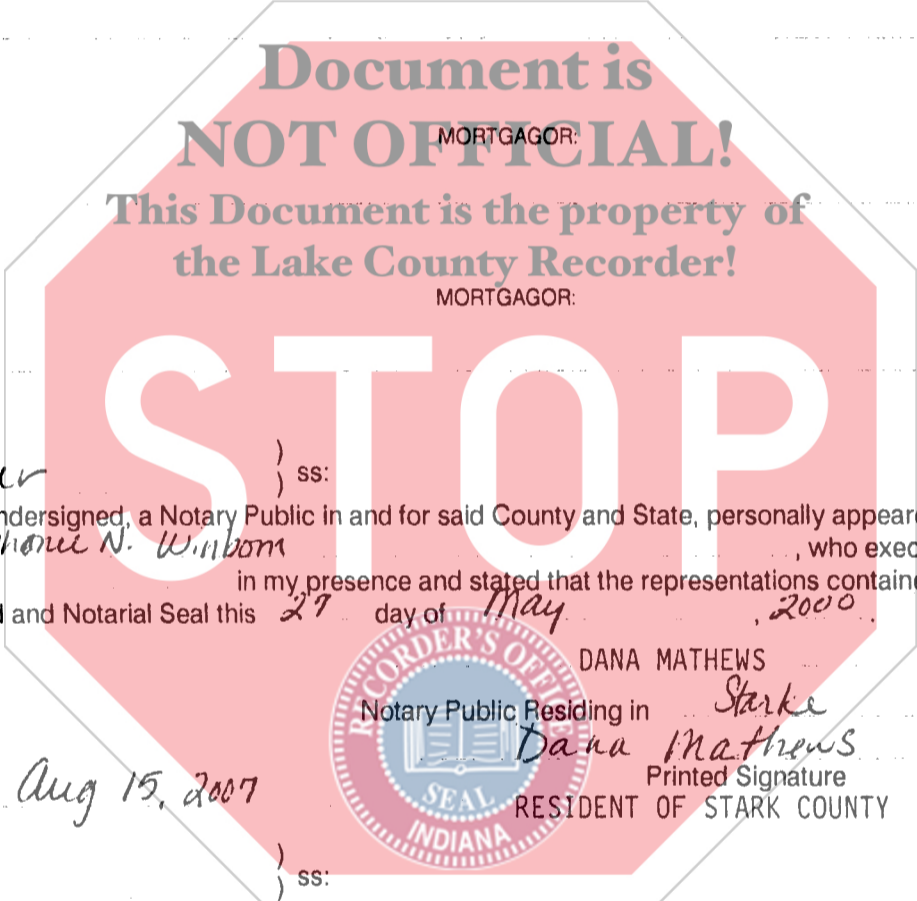 Document is
NOT OFFICIAL!
MORTGAGOR:
This Document is the property of
the Lake County Recorder!
MORTGAGOR:
STOP
) ss:
)
ndersigned, a Notary Public in and for said County and State, personally appear
N. Winborn , who exec
in my presence and stated that the representations containe
and Notarial Seal this 27 day of May , 2000 .
DANA MATHEWS
Notary Public Residing in Starke
Dana Mathews
Printed Signature
Aug 15, 2007
RESIDENT OF STARK COUNTY
RECORDER'S OFFICE
SEAL
INDIANA
) ss:
)